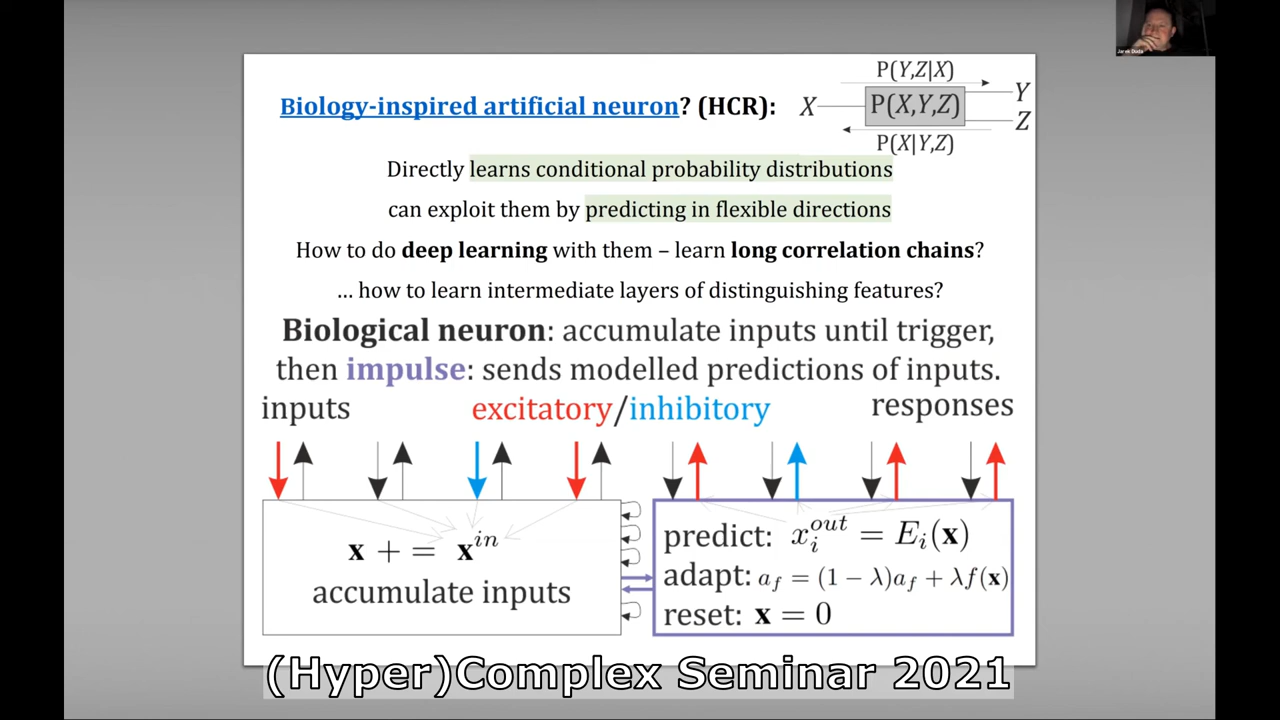 Jarek Duda
P(Y,Z|X)
Biology-inspired artificial neuron? (HCR): X P(X,Y,Z) Y
Z
P(X|Y,Z)
Directly learns conditional probability distributions
can exploit them by predicting in flexible directions
How to do deep learning with them – learn long correlation chains?
... how to learn intermediate layers of distinguishing features?
Biological neuron: accumulate inputs until trigger,
then impulse: sends modelled predictions of inputs.
inputs excitatory/inhibitory responses
x += x^in
accumulate inputs
predict: x_i^out = E_i(x)
adapt: a_f = (1 − λ)a_f + λf(x)
reset: x = 0
(Hyper)Complex Seminar 2021